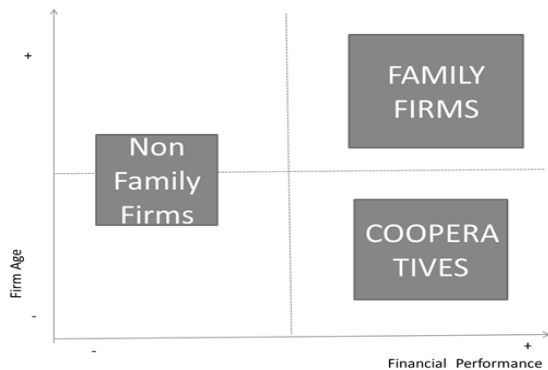 +
FAMILY
FIRMS
Non
Family
Firms
COOPERA
TIVES
Firm Age
-
-
+
Financial Performance